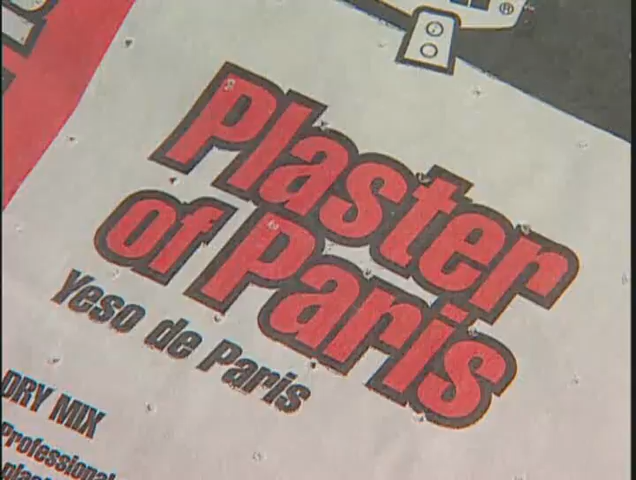 Plaster
of Paris
Yeso de Paris
DRY MIX
Professional